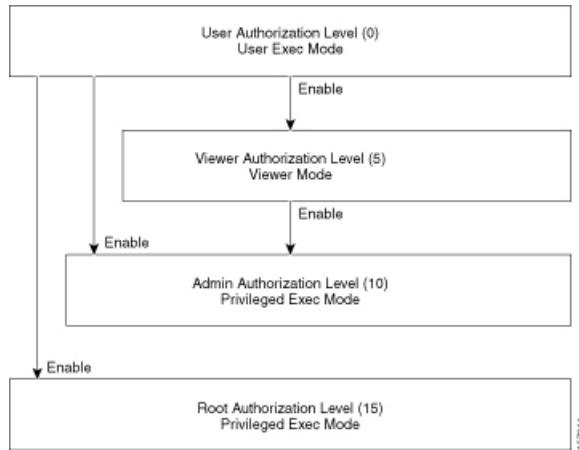 User Authorization Level (0)
User Exec Mode
Enable
Viewer Authorization Level (5)
Viewer Mode
Enable
Enable
Admin Authorization Level (10)
Privileged Exec Mode
Enable
Root Authorization Level (15)
Privileged Exec Mode